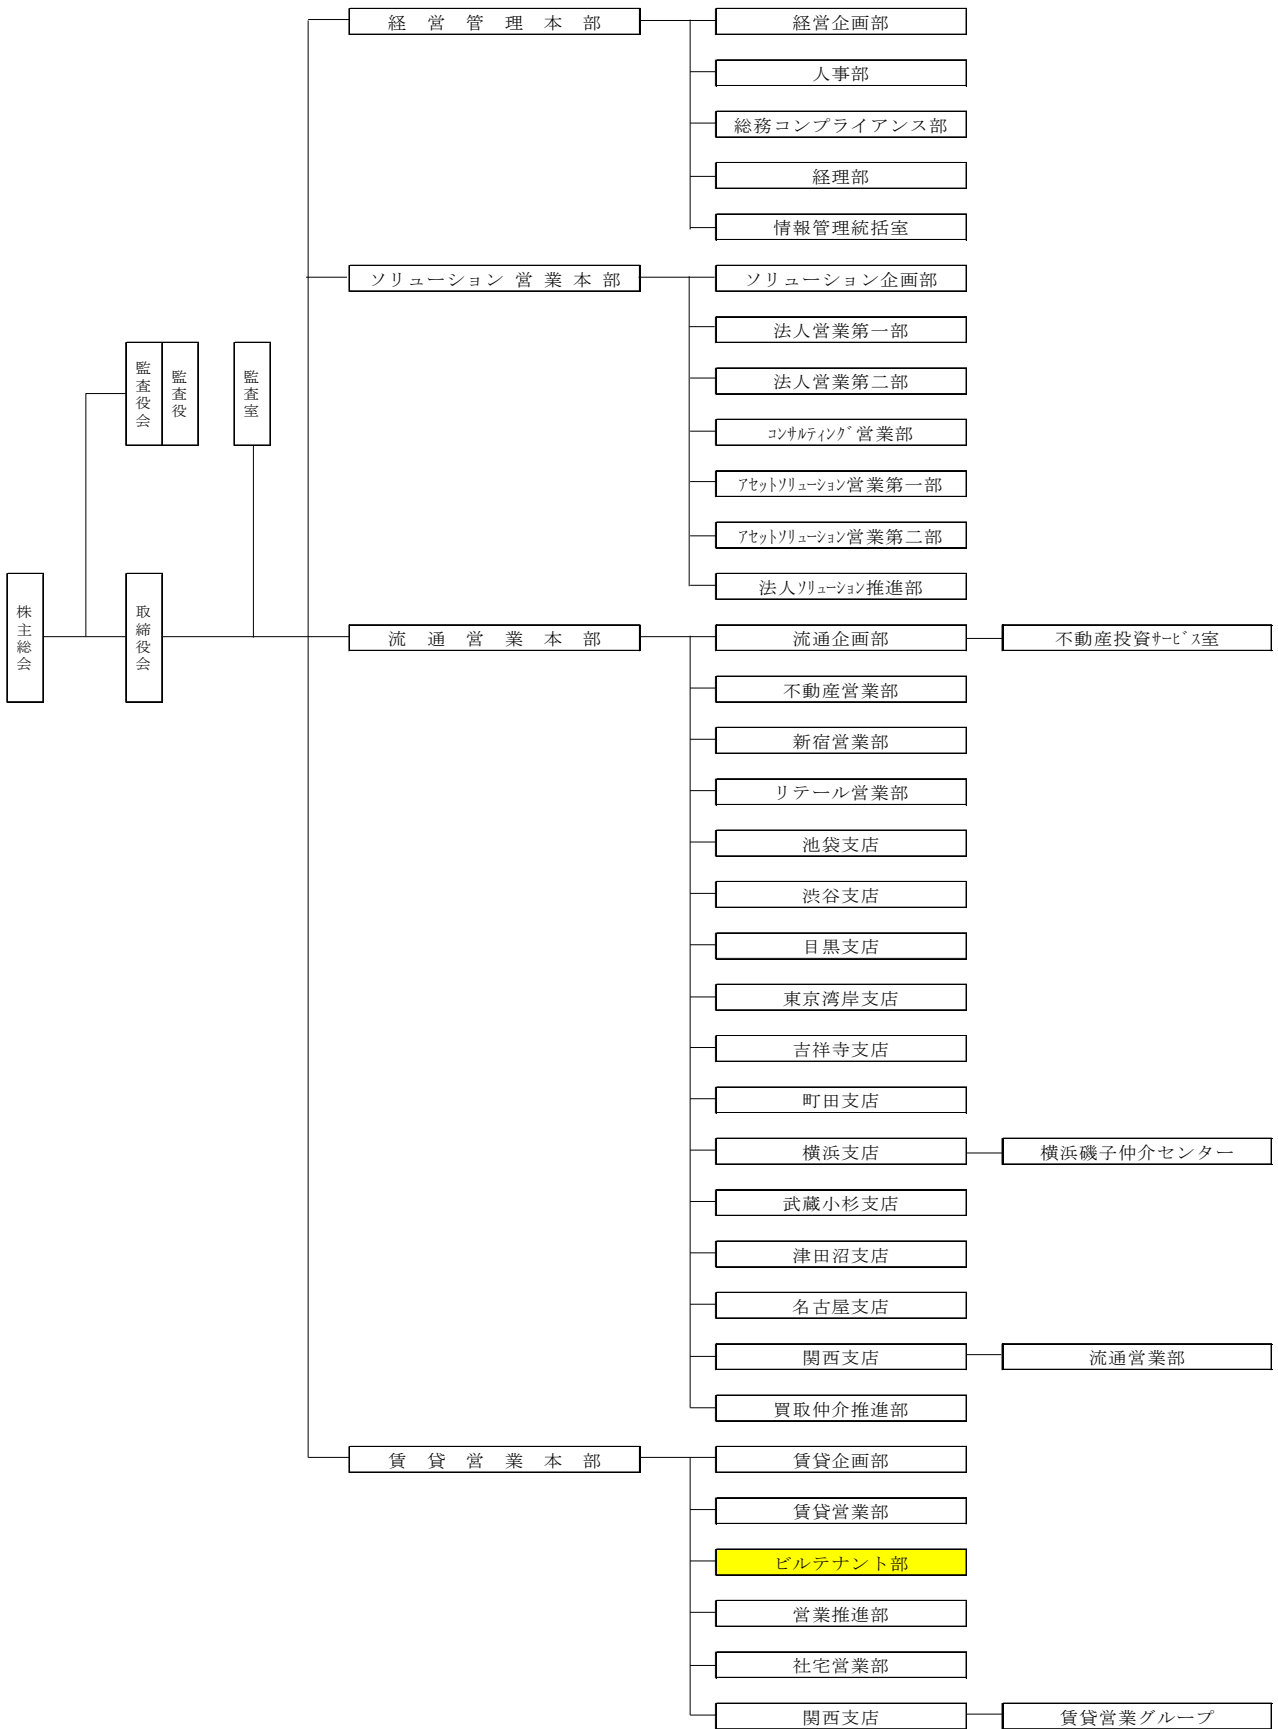 経営管理本部
経営企画部
人事部
総務コンプライアンス部
経理部
情報管理統括室
ソリューション営業本部
ソリューション企画部
法人営業第一部
法人営業第二部
ｺﾝｻﾙﾃｨﾝｸﾞ営業部
ｱｾｯﾄｿﾘｭｰｼｮﾝ営業第一部
ｱｾｯﾄｿﾘｭｰｼｮﾝ営業第二部
法人ｿﾘｭｰｼｮﾝ推進部
監査役会
監査役
監査室
株主総会
取締役会
流通営業本部
流通企画部
不動産投資ｻｰﾋﾞｽ室
不動産営業部
新宿営業部
リテール営業部
池袋支店
渋谷支店
目黒支店
東京湾岸支店
吉祥寺支店
町田支店
横浜支店
横浜磯子仲介センター
武蔵小杉支店
津田沼支店
名古屋支店
関西支店
流通営業部
買取仲介推進部
賃貸営業本部
賃貸企画部
賃貸営業部
ビルテナント部
営業推進部
社宅営業部
関西支店
賃貸営業グループ